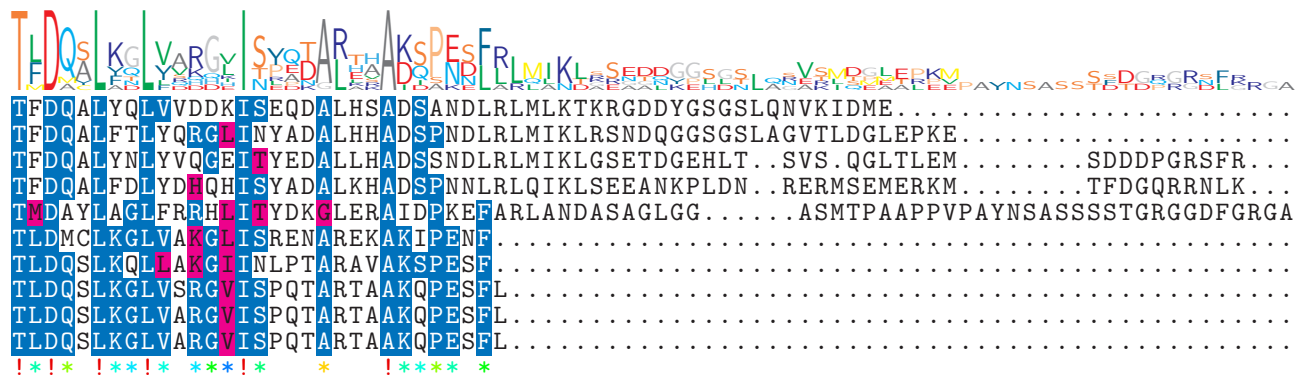 TFDQALYQLVVDDKISEQDALHSADSANDLRLMLKTKRGDDYGSGSLQNVKIDME.........................
TFDQALFTLYQRGLINYADALHHADSPNDLRLMIKLRSNDQGGSGSLAGVTLDGLEPKE.....................
TFDQALYNLYVQGEITYEDALLHADSSNDLRLMIKLGSETDGEHLT..SVS.QGLTLEM........SDDDPGRSFR...
TFDQALFDLYDHQHISYADALKHADSPNNLRLQIKLSEEANKPLDN..RERMSEMERKM........TFDGQRRNLK...
TMDAYLAGLFRRHLITYDKGLERAIDPKEFARLANDASAGLGG......ASMTPAAPPVPAYNSASSSSTGRGGDFGRGA
TLDMCLKGLVAKGLISRENAREKAKIPENF..................................................
TLDQSLKQLLAKGIINLPTARAVAKSPESF..................................................
TLDQSLKGLVSRGVISPQTARTAAKQPESFL.................................................
TLDQSLKGLVARGVISPQTARTAAKQPESFL.................................................
TLDQSLKGLVARGVISPQTARTAAKQPESFL.................................................
!*!* !**!* ***!*   *   !**** *